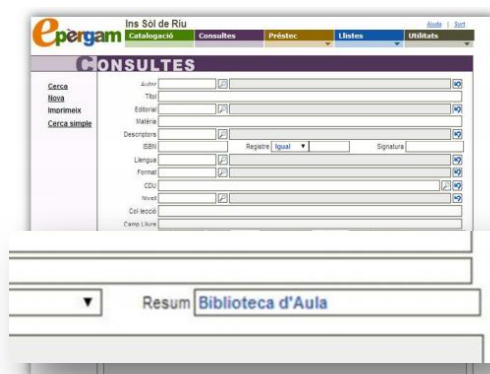 Ins Sòl de Riu
Ajuda | Surt
epèrgam
Catalogació Consultes Préstec Llistes Utilitats
CONSULTES
Cerca
Nova
Imprimeix
Cerca simple
Autor
Títol
Editorial
Matèria
Descriptors
ISBN Registre Igual Signatura
Llengua
Format
CDU
Nivell
Col·lecció
Camp Lliure
Resum Biblioteca d'Aula